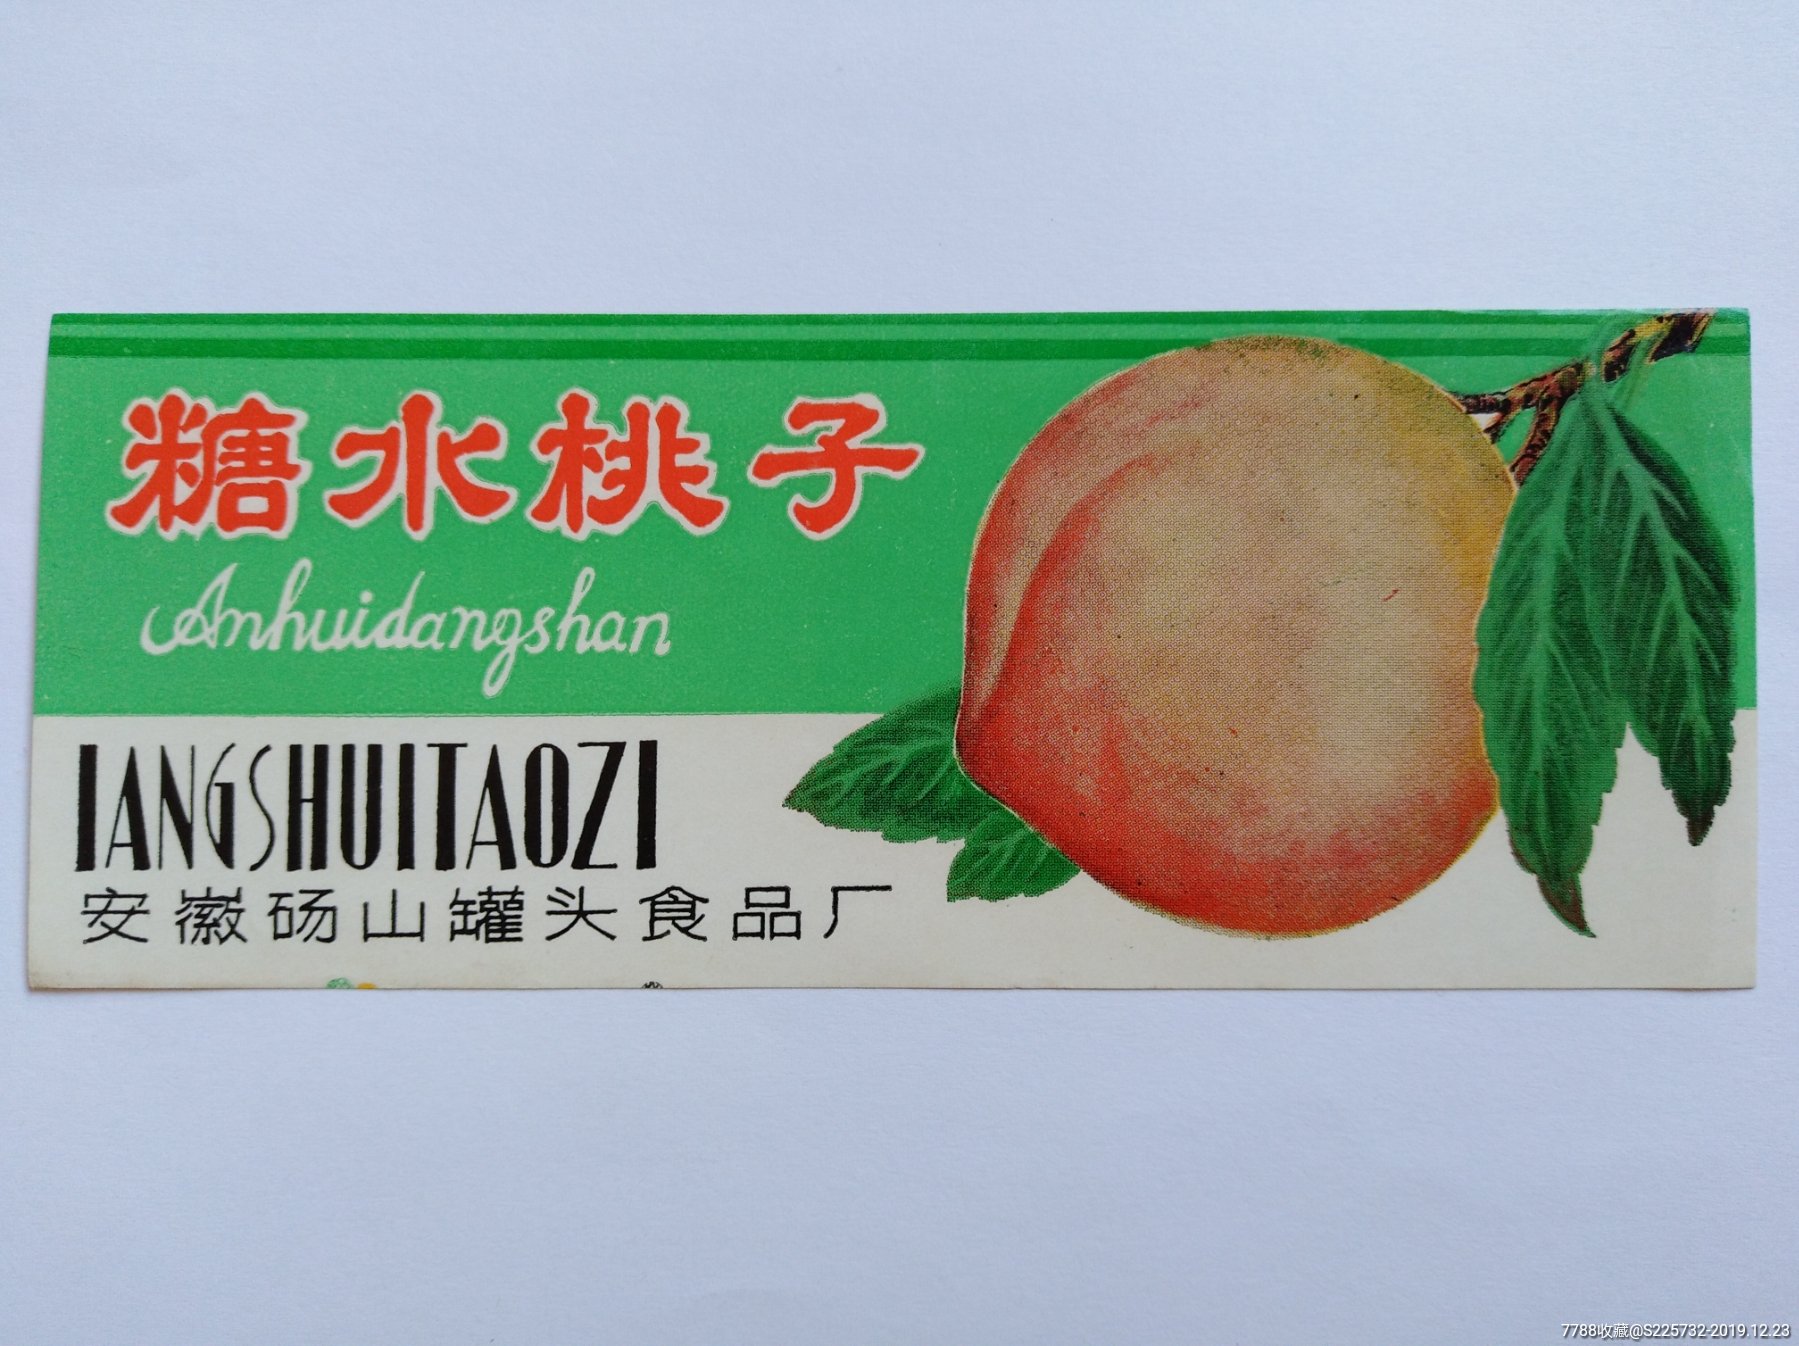 糖水桃子
Anhuidangshan
TANGSHUITAOZI
安徽砀山罐头食品厂
7788收藏@S225732-2019.12.23